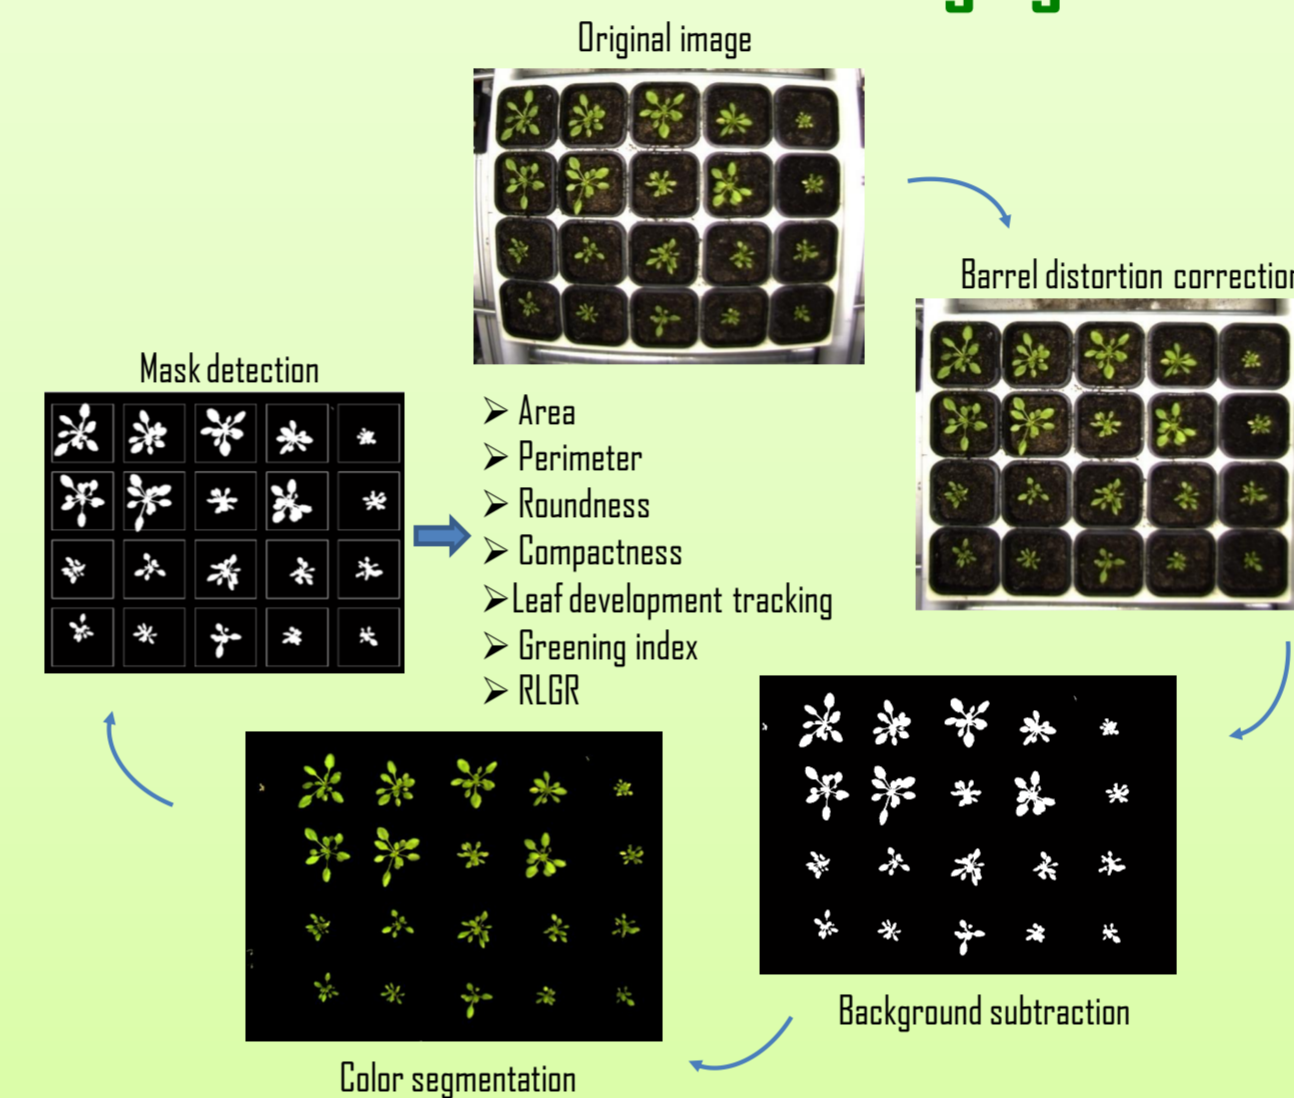 Original image
Barrel distortion correction
Mask detection
Area
Perimeter
Roundness
Compactness
Leaf development tracking
Greening index
RLGR
Background subtraction
Color segmentation